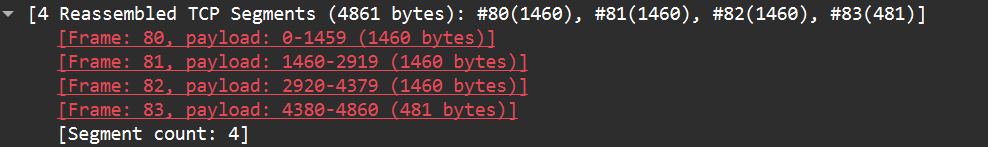 [4 Reassembled TCP Segments (4861 bytes): #80(1460), #81(1460), #82(1460), #83(481)]
[Frame: 80, payload: 0-1459 (1460 bytes)]
[Frame: 81, payload: 1460-2919 (1460 bytes)]
[Frame: 82, payload: 2920-4379 (1460 bytes)]
[Frame: 83, payload: 4380-4860 (481 bytes)]
[Segment count: 4]